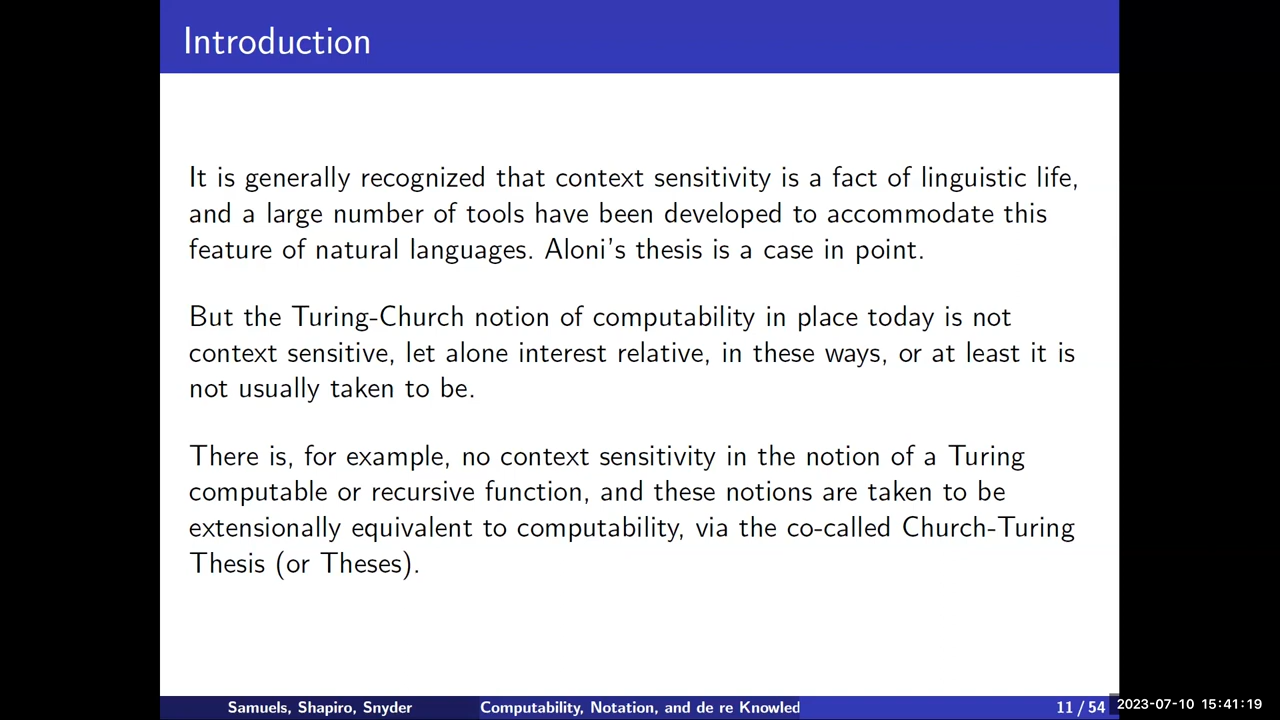 Introduction
It is generally recognized that context sensitivity is a fact of linguistic life,
and a large number of tools have been developed to accommodate this
feature of natural languages. Aloni's thesis is a case in point.
But the Turing-Church notion of computability in place today is not
context sensitive, let alone interest relative, in these ways, or at least it is
not usually taken to be.
There is, for example, no context sensitivity in the notion of a Turing
computable or recursive function, and these notions are taken to be
extensionally equivalent to computability, via the co-called Church-Turing
Thesis (or Theses).
Samuels, Shapiro, Snyder
Computability, Notation, and de re Knowled
11 / 54
2023-07-10 15:41:19